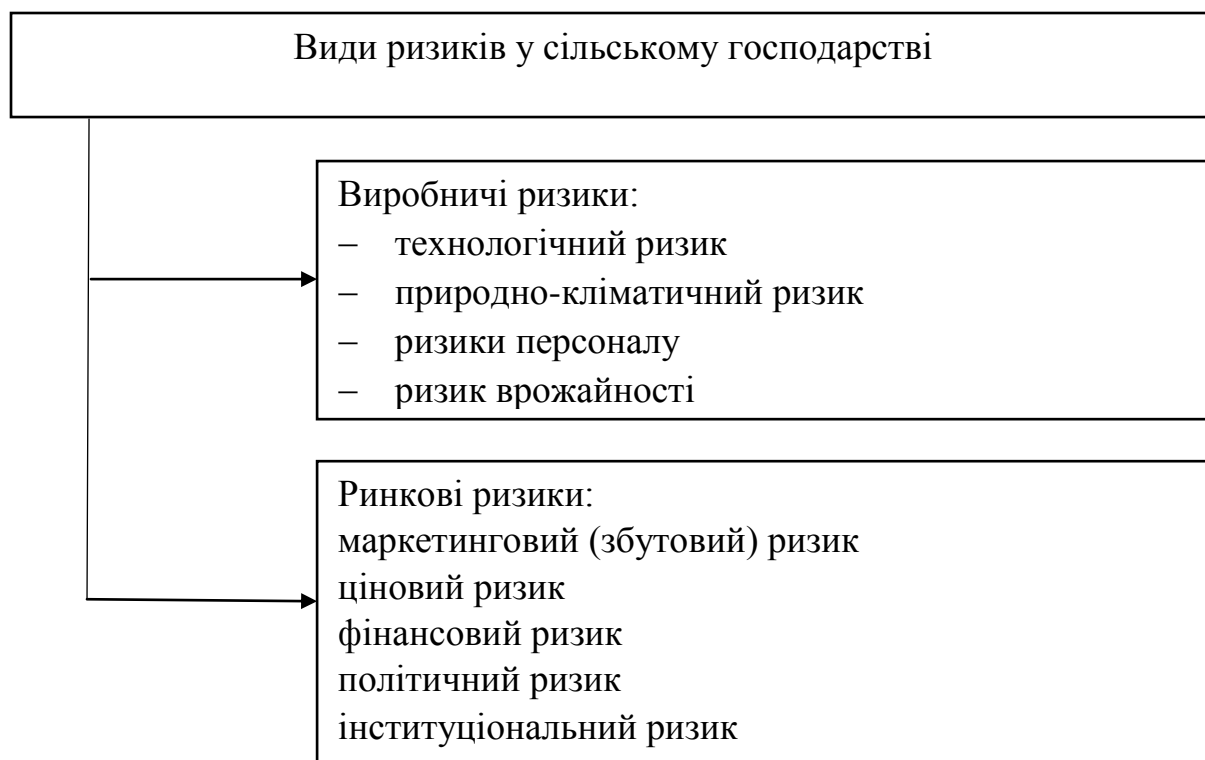 Види ризиків у сільському господарстві
Виробничі ризики:
− технологічний ризик
− природно-кліматичний ризик
− ризики персоналу
− ризик врожайності
Ринкові ризики:
маркетинговий (збутовий) ризик
ціновий ризик
фінансовий ризик
політичний ризик
інституціональний ризик